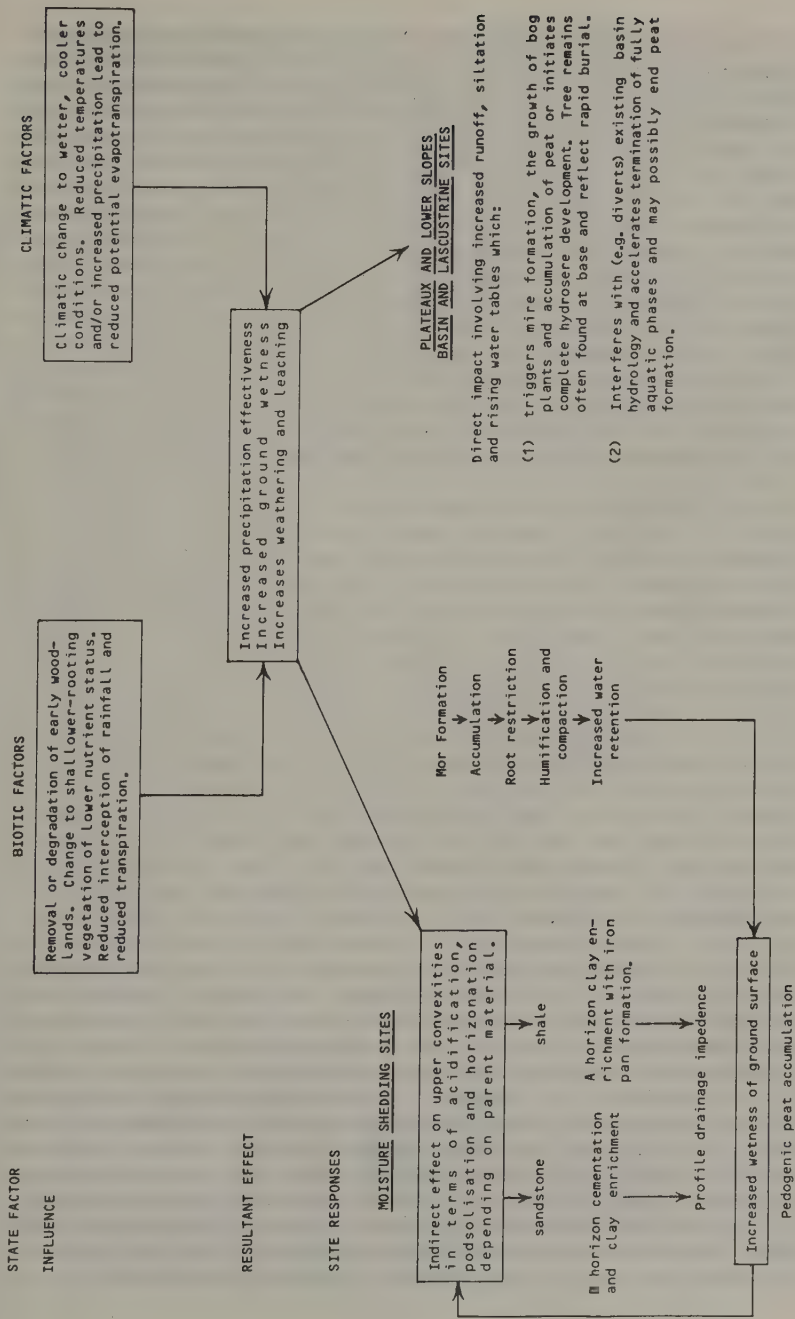 STATE FACTOR
BIOTIC FACTORS
CLIMATIC FACTORS
INFLUENCE
Removal or degradation of early wood-
lands. Change to shallower-rooting
vegetation of lower nutrient status.
Reduced interception of rainfall and
reduced transpiration.
Climatic change to wetter, cooler
conditions. Reduced temperatures
and/or increased precipitation lead to
reduced potential evapotranspiration.
RESULTANT EFFECT
Increased precipitation effectiveness
Increased ground wetness
Increases weathering and leaching
SITE RESPONSES
MOISTURE SHEDDING SITES
Indirect effect on upper convexities
in terms of acidification,
podsolisation and horizonation
depending on parent material.
sandstone
shale
horizon cementation
and clay enrichment
A horizon clay en-
richment with iron
pan formation.
Profile drainage impedence
Mor Formation
Accumulation
Root restriction
Humification and
compaction
Increased water
retention
Increased wetness of ground surface
Pedogenic peat accumulation
PLATEAUX AND LOWER SLOPES
BASIN AND LASCUSTRINE SITES
Direct impact involving increased runoff, siltation
and rising water tables which:
(1) triggers mire formation, the growth of bog
plants and accumulation of peat or initiates
complete hydrosere development. Tree remains
often found at base and reflect rapid burial.
(2) Interferes with (e.g. diverts) existing basin
hydrology and accelerates termination of fully
aquatic phases and may possibly end peat
formation.